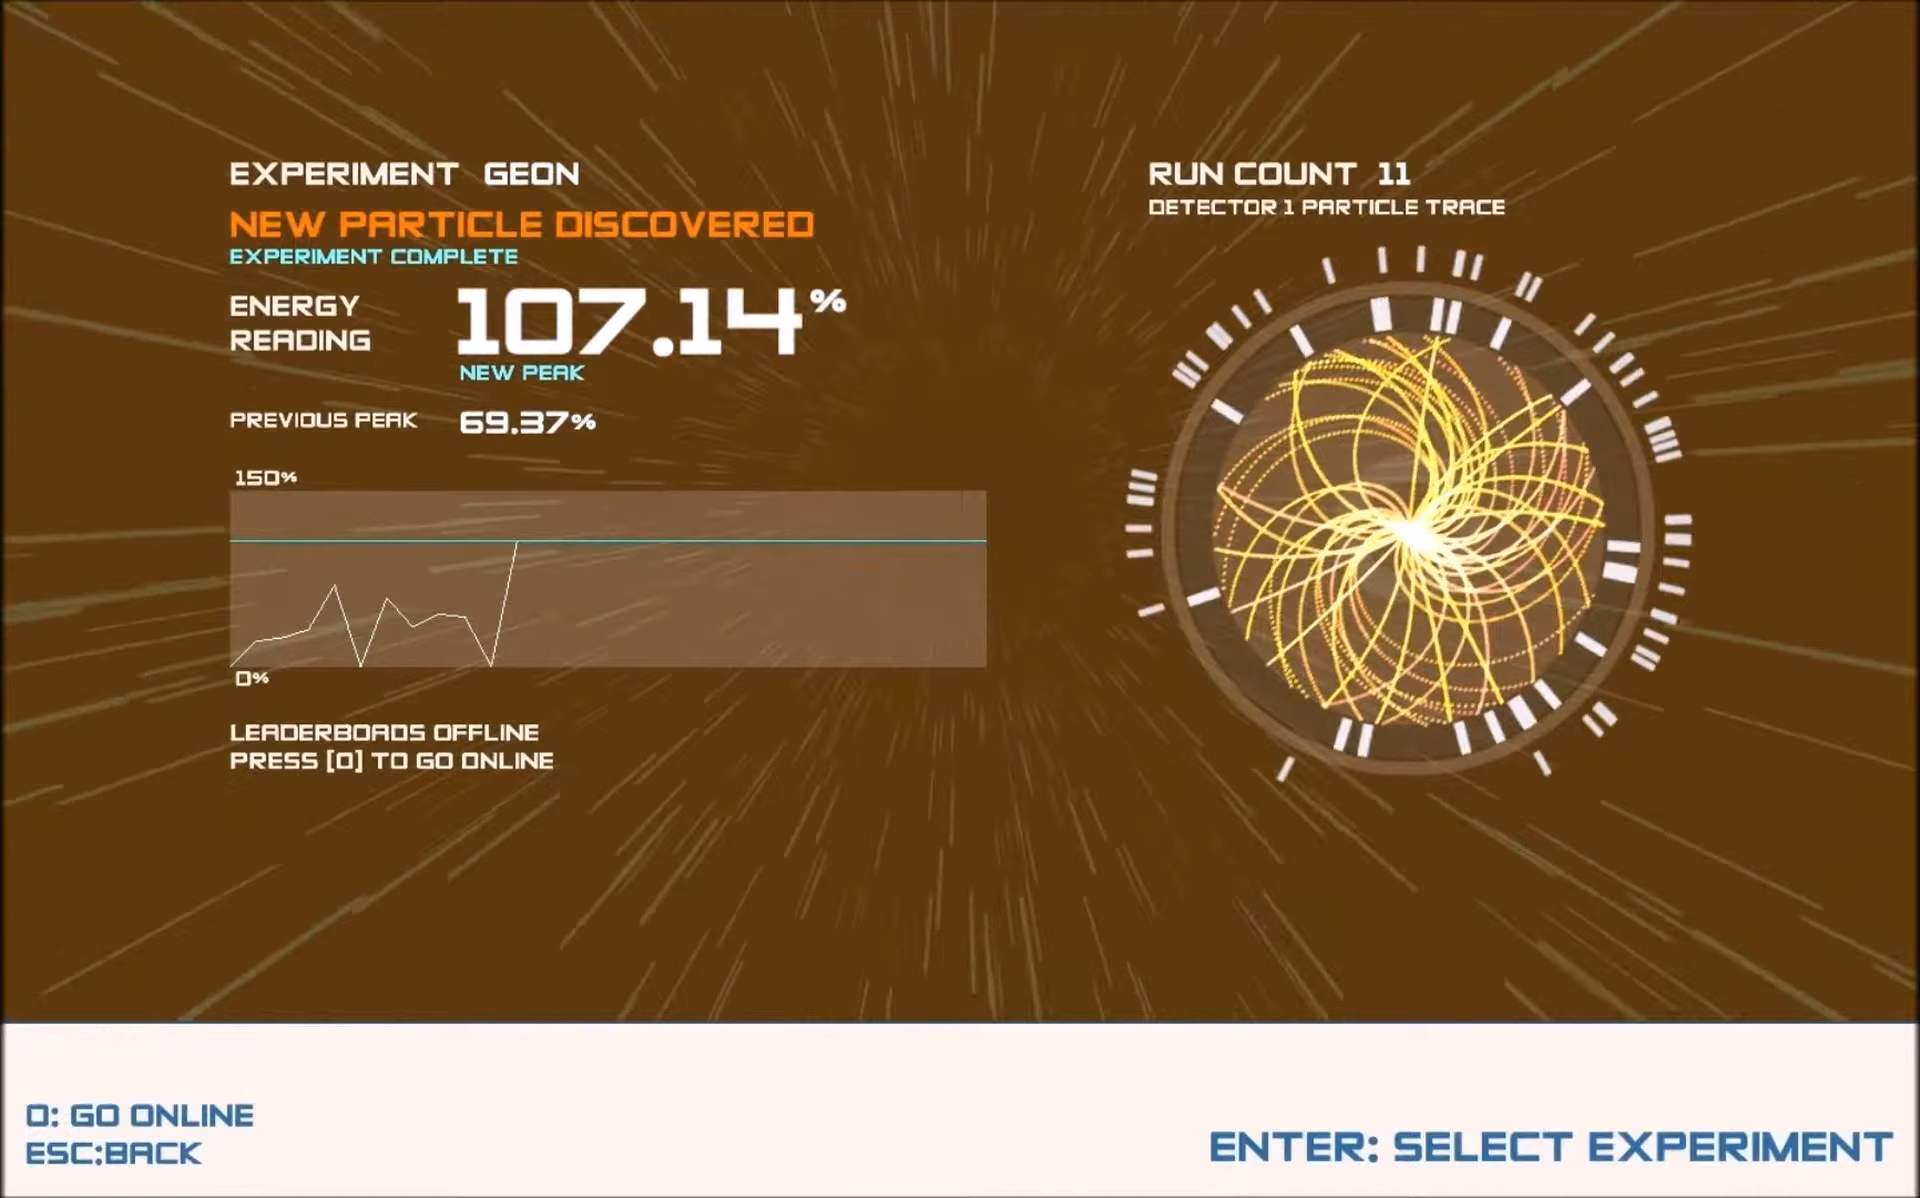 EXPERIMENT GEON
NEW PARTICLE DISCOVERED
EXPERIMENT COMPLETE
ENERGY READING 107.14%
NEW PEAK
PREVIOUS PEAK 69.37%
150%
0%
LEADERBOARDS OFFLINE
PRESS [O] TO GO ONLINE
RUN COUNT 11
DETECTOR 1 PARTICLE TRACE
O: GO ONLINE
ESC:BACK
ENTER: SELECT EXPERIMENT